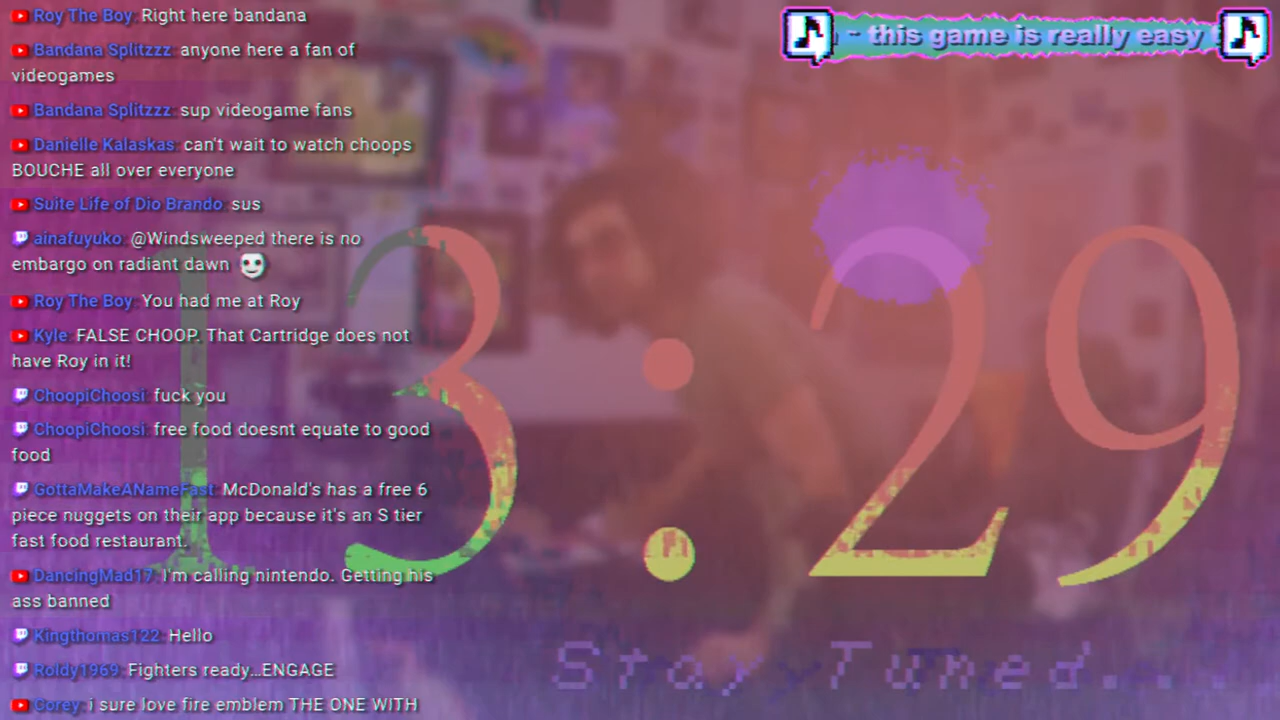 Roy The Boy: Right here bandana
Bandana Splitzzz: anyone here a fan of
videogames
Bandana Splitzzz: sup videogame fans
Danielle Kalaskas: can't wait to watch choops
BOUCHE all over everyone
Suite Life of Dio Brando: sus
ainafuyuko: @Windsweeped there is no
embargo on radiant dawn
Roy The Boy: You had me at Roy
Kyle: FALSE CHOOP. That Cartridge does not
have Roy in it!
ChoopiChoosi: fuck you
ChoopiChoosi: free food doesnt equate to good
food
GottaMakeANameFast: McDonald's has a free 6
piece nuggets on their app because it's an S tier
fast food restaurant.
DancingMad17: I'm calling nintendo. Getting his
ass banned
Kingthomas122: Hello
Roldy1969: Fighters ready...ENGAGE
Corey: i sure love fire emblem THE ONE WITH
- this game is really easy
13:29
Stay Tuned...